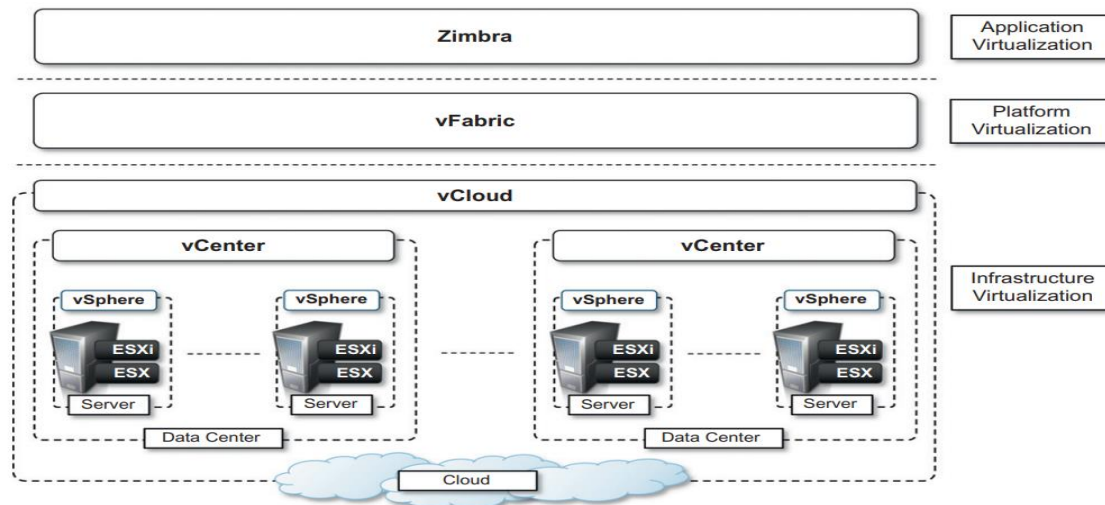 Zimbra
Application
Virtualization
vFabric
Platform
Virtualization
vCloud
vCenter
vCenter
vSphere
vSphere
vSphere
vSphere
Infrastructure
Virtualization
ESXi
ESXi
ESXi
ESXi
ESX
ESX
ESX
ESX
Server
Server
Server
Server
Data Center
Data Center
Cloud